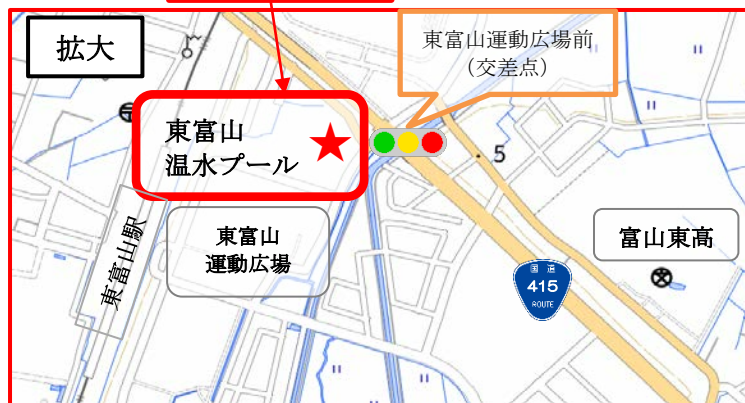 拡大
東富山運動広場前
（交差点）
東富山
温水プール
5
東富山
運動広場
東富山駅
富山東高
国道
415
ROUTE